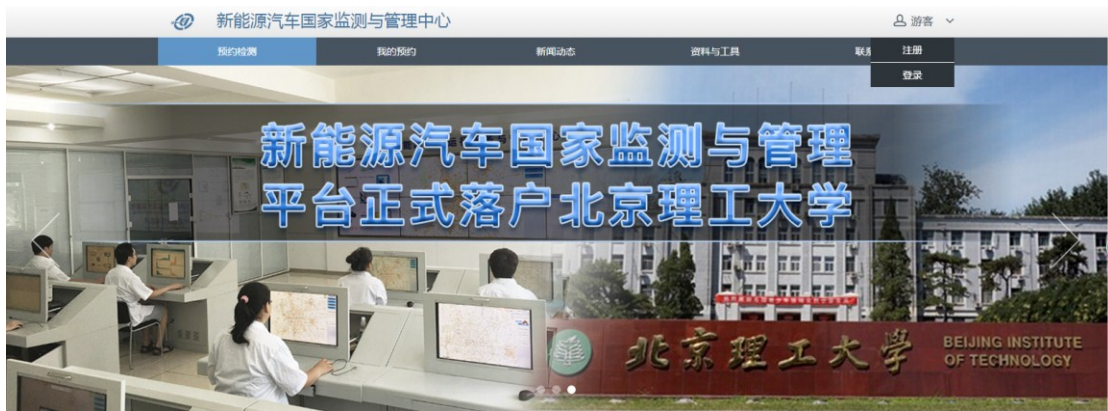 新能源汽车国家监测与管理中心
游客
预约检测
我的预约
新闻动态
资料与工具
联系
注册
登录
新能源汽车国家监测与管理
平台正式落户北京理工大学
北京理工大学
BEIJING INSTITUTE
OF TECHNOLOGY